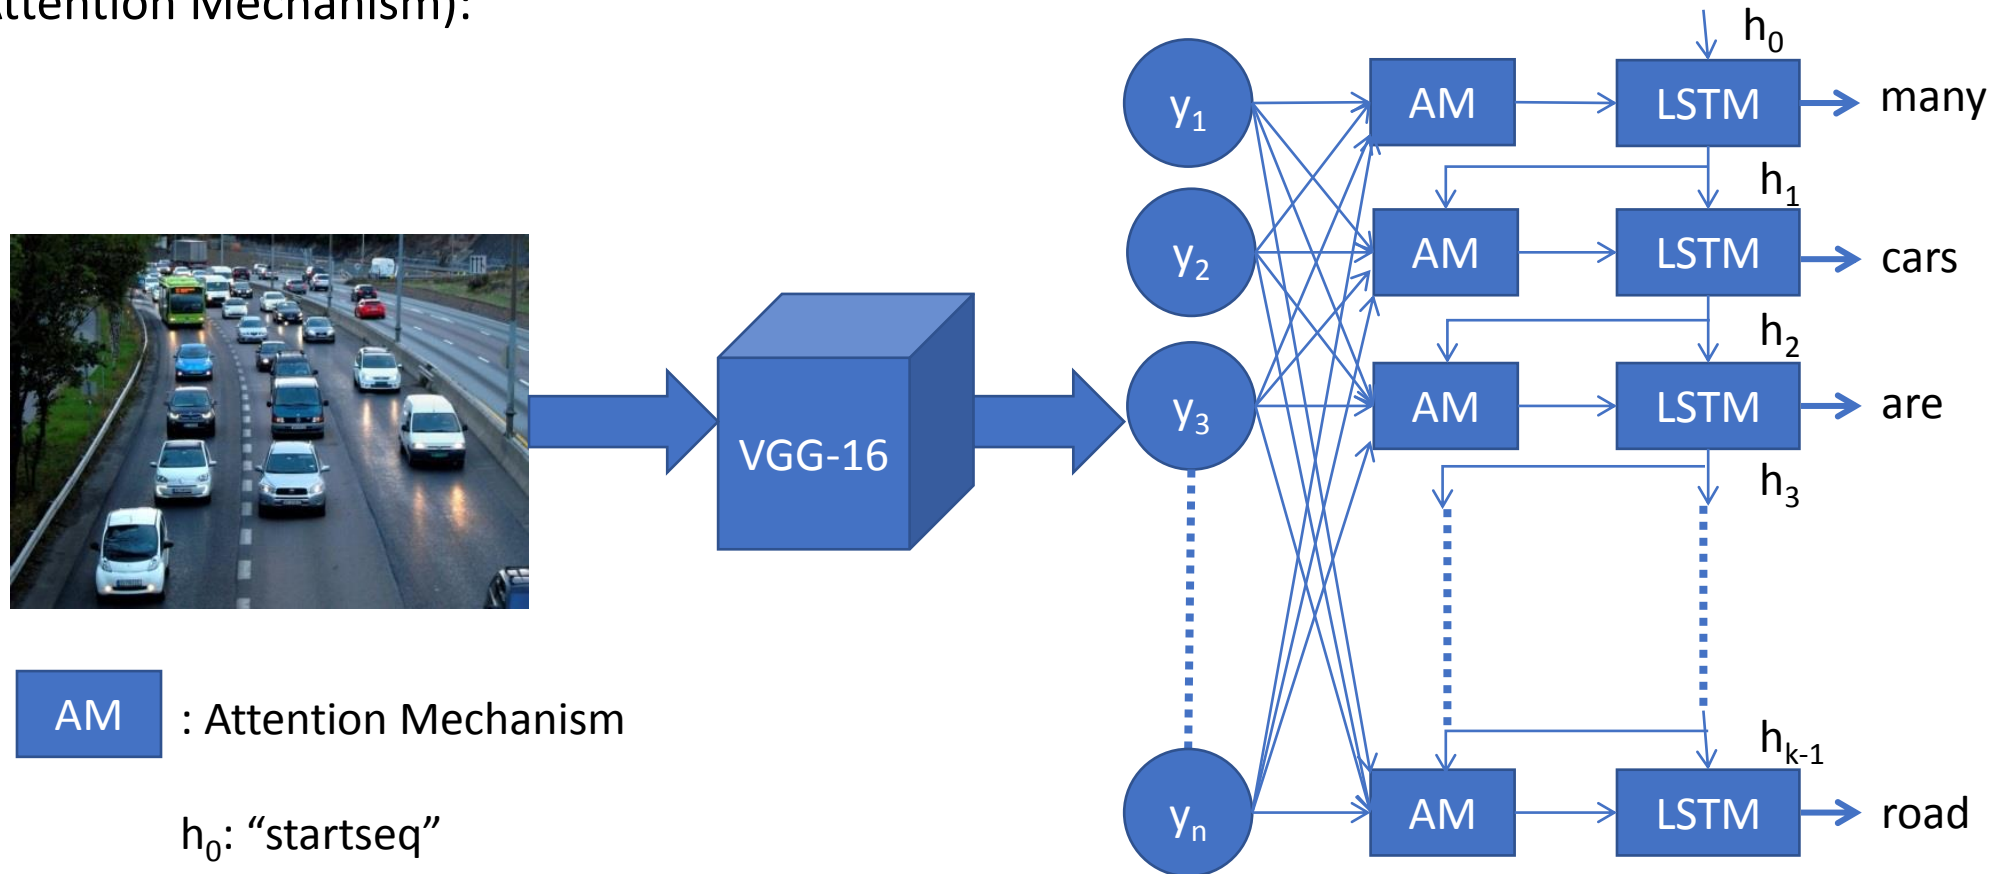 Attention Mechanism):
h0
y1 AM LSTM many
h1
y2 AM LSTM cars
h2
y3 AM LSTM are
VGG-16
h3
AM : Attention Mechanism
hk-1
yn AM LSTM road
h0: “startseq”